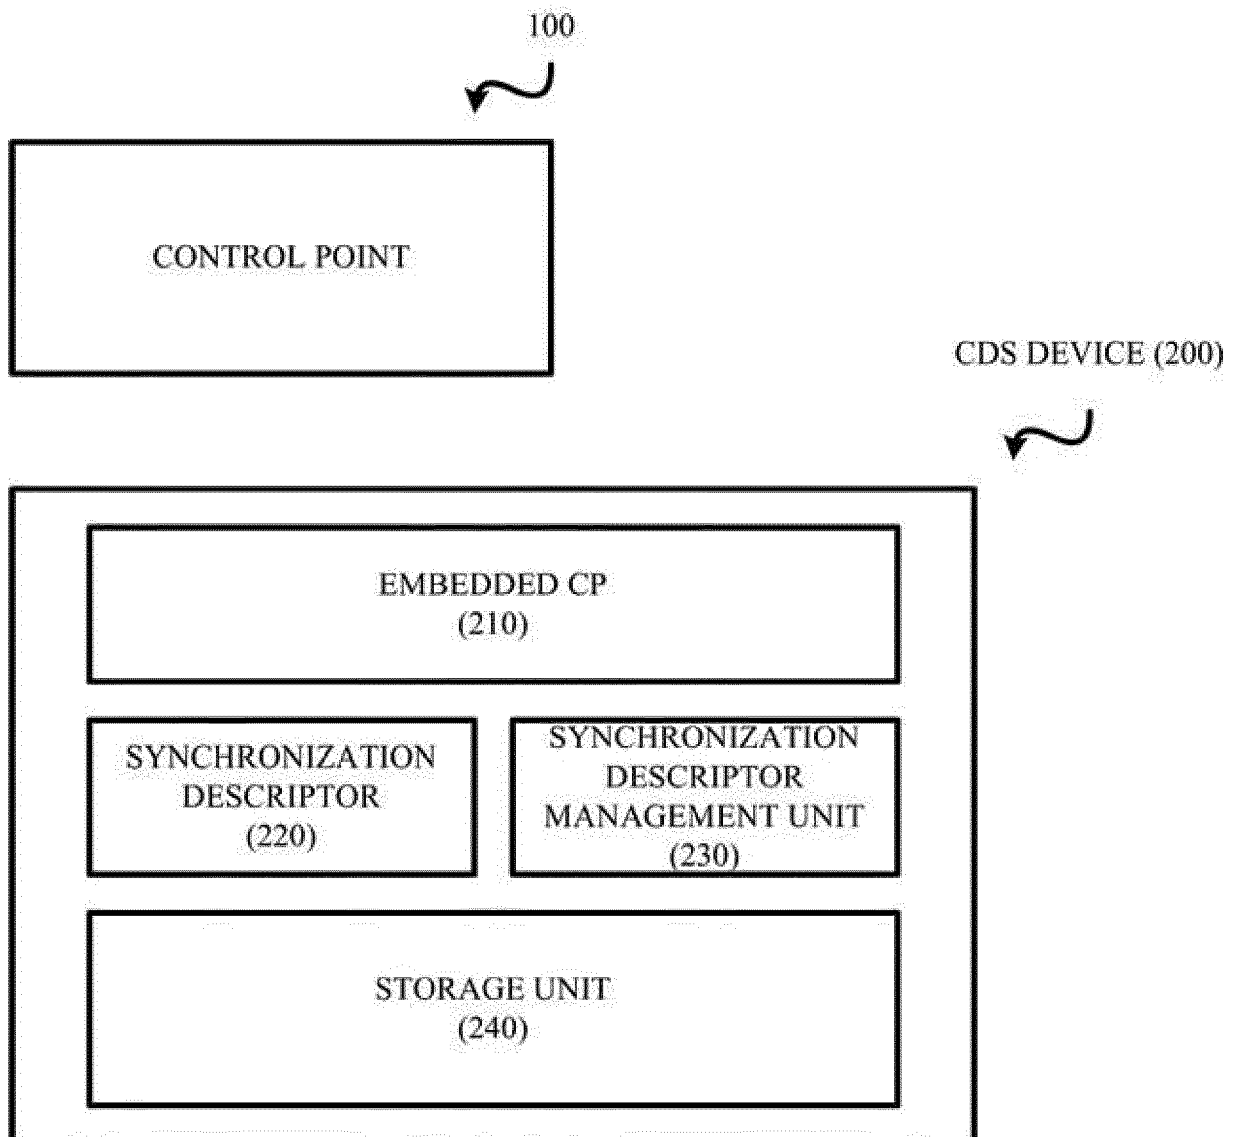 100
CONTROL POINT
CDS DEVICE (200)
EMBEDDED CP
(210)
SYNCHRONIZATION
DESCRIPTOR
(220)
SYNCHRONIZATION
DESCRIPTOR
MANAGEMENT UNIT
(230)
STORAGE UNIT
(240)